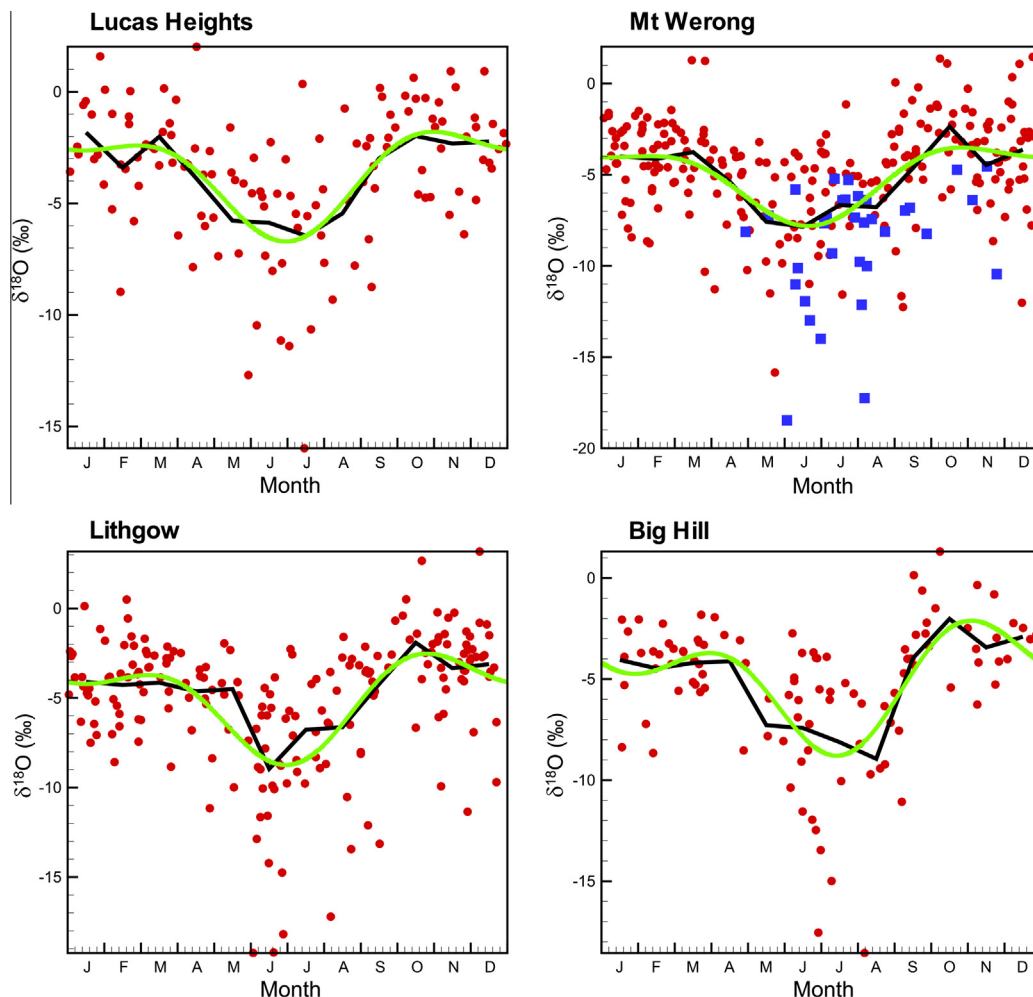 Lucas Heights
0
-5
-10
-15
δ18O (‰)
J F M A M J J A S O N D
Month
Mt Werong
0
-5
-10
-15
-20
δ18O (‰)
J F M A M J J A S O N D
Month
Lithgow
0
-5
-10
-15
δ18O (‰)
J F M A M J J A S O N D
Month
Big Hill
0
-5
-10
-15
δ18O (‰)
J F M A M J J A S O N D
Month